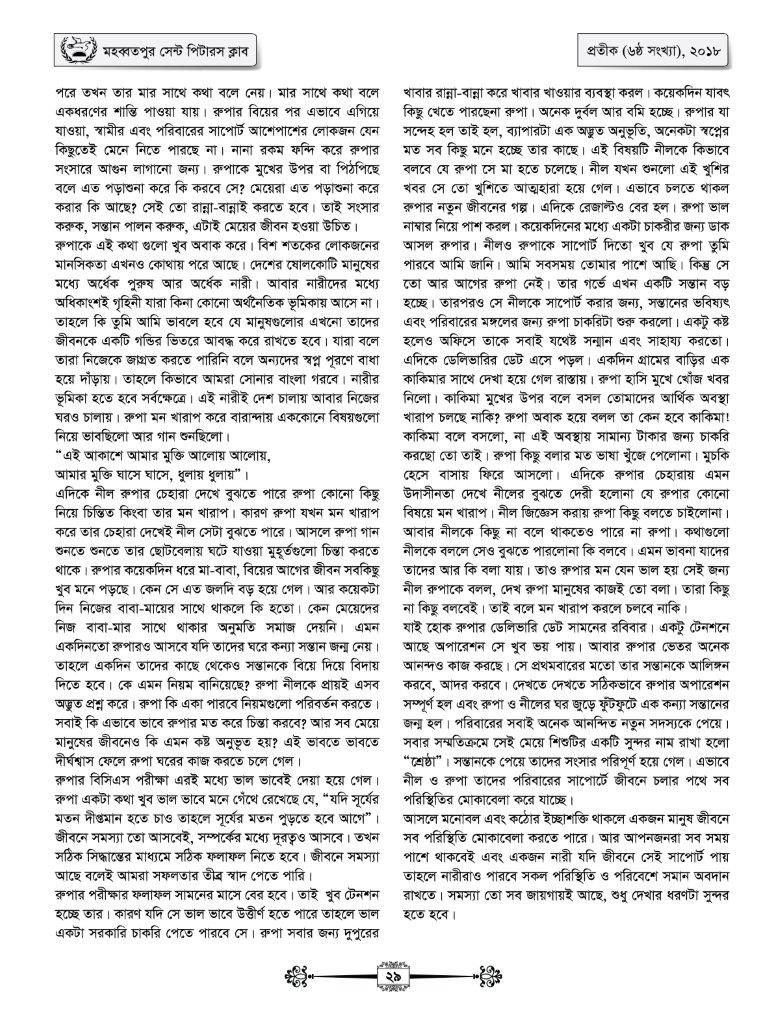 মহব্বতপুর সেন্ট পিটারস ক্লাব
প্রতীক (৬ষ্ঠ সংখ্যা), ২০১৮
পরে তখন তার মার সাথে কথা বলে নেয়। মার সাথে কথা বলে
একধরণের শান্তি পাওয়া যায়। রুপার বিয়ের পর এভাবে এগিয়ে
যাওয়া, স্বামীর এবং পরিবারের সাপোর্ট আশেপাশের লোকজন যেন
কিছুতেই মেনে নিতে পারছে না। নানা রকম ফন্দি করে রুপার
সংসারে আগুন লাগানো জন্য। রুপাকে মুখের উপর বা পিঠপিছে
বলে এত পড়াশুনা করে কি করবে সে? মেয়েরা এত পড়াশুনা করে
করার কি আছে? সেই তো রান্না-বান্নাই করতে হবে। তাই সংসার
করুক, সন্তান পালন করুক, এটাই মেয়ের জীবন হওয়া উচিত।
রুপাকে এই কথা গুলো খুব অবাক করে। বিশ শতকের লোকজনের
মানসিকতা এখনও কোথায় পরে আছে। দেশের ষোলকোটি মানুষের
মধ্যে অর্ধেক পুরুষ আর অর্ধেক নারী। আবার নারীদের মধ্যে
অধিকাংশই গৃহিনী যারা কিনা কোনো অর্থনৈতিক ভূমিকায় আসে না।
তাহলে কি তুমি আমি ভাবলে হবে যে মানুষগুলোর এখনো তাদের
জীবনকে একটি গন্ডির ভিতরে আবদ্ধ করে রাখতে হবে। যারা বলে
তারা নিজেকে জাগ্রত করতে পারিনি বলে অন্যদের স্বপ্ন পূরণে বাধা
হয়ে দাঁড়ায়। তাহলে কিভাবে আমরা সোনার বাংলা গরবে। নারীর
ভূমিকা হতে হবে সর্বক্ষেত্রে। এই নারীই দেশ চালায় আবার নিজের
ঘরও চালায়। রুপা মন খারাপ করে বারান্দায় এককোনে বিষয়গুলো
নিয়ে ভাবছিলো আর গান শুনছিলো।
“এই আকাশে আমার মুক্তি আলোয় আলোয়,
আমার মুক্তি ঘাসে ঘাসে, ধুলায় ধুলায়”।
এদিকে নীল রুপার চেহারা দেখে বুঝতে পারে রুপা কোনো কিছু
নিয়ে চিন্তিত কিংবা তার মন খারাপ। কারণ রুপা যখন মন খারাপ
করে তার চেহারা দেখেই নীল সেটা বুঝতে পারে। আসলে রুপা গান
শুনতে শুনতে তার ছোটবেলায় ঘটে যাওয়া মুহূর্তগুলো চিন্তা করতে
থাকে। রুপার কয়েকদিন ধরে মা-বাবা, বিয়ের আগের জীবন সবকিছু
খুব মনে পড়ছে। কেন সে এত জলদি বড় হয়ে গেল। আর কয়েকটা
দিন নিজের বাবা-মায়ের সাথে থাকলে কি হতো। কেন মেয়েদের
নিজ বাবা-মার সাথে থাকার অনুমতি সমাজ দেয়নি। এমন
একদিনতো রুপারও আসবে যদি তাদের ঘরে কন্যা সন্তান জন্ম নেয়।
তাহলে একদিন তাদের কাছে থেকেও সন্তানকে বিয়ে দিয়ে বিদায়
দিতে হবে। কে এমন নিয়ম বানিয়েছে? রুপা নীলকে প্রায়ই এসব
অদ্ভুত প্রশ্ন করে। রুপা কি একা পারবে নিয়মগুলো পরিবর্তন করতে।
সবাই কি এভাবে ভাবে রুপার মত করে চিন্তা করবে? আর সব মেয়ে
মানুষের জীবনেও কি এমন কষ্ট অনুভূত হয়? এই ভাবতে ভাবতে
দীর্ঘশ্বাস ফেলে রুপা ঘরের কাজ করতে চলে গেল।
রুপার বিসিএস পরীক্ষা এরই মধ্যে ভাল ভাবেই দেয়া হয়ে গেল।
রুপা একটা কথা খুব ভাল ভাবে মনে গেঁথে রেখেছে যে, “যদি সূর্যের
মতন দীপ্তমান হতে চাও তাহলে সূর্যের মতন পুড়তে হবে আগে”।
জীবনে সমস্যা তো আসবেই, সম্পর্কের মধ্যে দূরত্বও আসবে। তখন
সঠিক সিদ্ধান্তের মাধ্যমে সঠিক ফলাফল নিতে হবে। জীবনে সমস্যা
আছে বলেই আমরা সফলতার তীব্র স্বাদ পেতে পারি।
রুপার পরীক্ষার ফলাফল সামনের মাসে বের হবে। তাই খুব টেনশন
হচ্ছে তার। কারণ যদি সে ভাল ভাবে উত্তীর্ণ হতে পারে তাহলে ভাল
একটা সরকারি চাকরি পেতে পারবে সে। রুপা সবার জন্য দুপুরের
খাবার রান্না-বান্না করে খাবার খাওয়ার ব্যবস্থা করল। কয়েকদিন যাবৎ
কিছু খেতে পারছেনা রুপা। অনেক দুর্বল আর বমি হচ্ছে। রুপার যা
সন্দেহ হল তাই হল, ব্যাপারটা এক অদ্ভুত অনুভূতি, অনেকটা স্বপ্নের
মত সব কিছু মনে হচ্ছে তার কাছে। এই বিষয়টি নীলকে কিভাবে
বলবে যে রুপা সে মা হতে চলেছে। নীল যখন শুনলো এই খুশির
খবর সে তো খুশিতে আত্মহারা হয়ে গেল। এভাবে চলতে থাকল
রুপার নতুন জীবনের গল্প। এদিকে রেজাল্টও বের হল। রুপা ভাল
নাম্বার নিয়ে পাশ করল। কয়েকদিনের মধ্যে একটা চাকরীর জন্য ডাক
আসল রুপার। নীলও রুপাকে সাপোর্ট দিতো খুব যে রুপা তুমি
পারবে আমি জানি। আমি সবসময় তোমার পাশে আছি। কিন্তু সে
তো আর আগের রুপা নেই। তার গর্ভে এখন একটি সন্তান বড়
হচ্ছে। তারপরও সে নীলকে সাপোর্ট করার জন্য, সন্তানের ভবিষ্যৎ
এবং পরিবারের মঙ্গলের জন্য রুপা চাকরিটা শুরু করলো। একটু কষ্ট
হলেও অফিসে তাকে সবাই যথেষ্ট সম্মান এবং সাহায্য করতো।
এদিকে ডেলিভারির ডেট এসে পড়ল। একদিন গ্রামের বাড়ির এক
কাকিমার সাথে দেখা হয়ে গেল রাস্তায়। রুপা হাসি মুখে খোঁজ খবর
নিলো। কাকিমা মুখের উপর বলে বসল তোমাদের আর্থিক অবস্থা
খারাপ চলছে নাকি? রুপা অবাক হয়ে বলল তা কেন হবে কাকিমা!
কাকিমা বলে বসলো, না এই অবস্থায় সামান্য টাকার জন্য চাকরি
করছো তো তাই। রুপা কিছু বলার মত ভাষা খুঁজে পেলোনা। মুচকি
হেসে বাসায় ফিরে আসলো। এদিকে রুপার চেহারায় এমন
উদাসীনতা দেখে নীলের বুঝতে দেরী হলোনা যে রুপার কোনো
বিষয়ে মন খারাপ। নীল জিজ্ঞেস করায় রুপা কিছু বলতে চাইলোনা।
আবার নীলকে কিছু না বলে থাকতেও পারে না রুপা। কথাগুলো
নীলকে বললে সেও বুঝতে পারলোনা কি বলবে। এমন ভাবনা যাদের
তাদের আর কি বলা যায়। তাও রুপার মন যেন ভাল হয় সেই জন্য
নীল রুপাকে বলল, দেখ রুপা মানুষের কাজই তো বলা। তারা কিছু
না কিছু বলবেই। তাই বলে মন খারাপ করলে চলবে নাকি।
যাই হোক রুপার ডেলিভারি ডেট সামনের রবিবার। একটু টেনশনে
আছে অপারেশন সে খুব ভয় পায়। আবার রুপার ভেতর অনেক
আনন্দও কাজ করছে। সে প্রথমবারের মতো তার সন্তানকে আলিঙ্গন
করবে, আদর করবে। দেখতে দেখতে সঠিকভাবে রুপার অপারেশন
সম্পূর্ণ হল এবং রুপা ও নীলের ঘর জুড়ে ফুঁটফুটে এক কন্যা সন্তানের
জন্ম হল। পরিবারের সবাই অনেক আনন্দিত নতুন সদস্যকে পেয়ে।
সবার সম্মতিক্রমে সেই মেয়ে শিশুটির একটি সুন্দর নাম রাখা হলো
“শ্রেষ্ঠা”। সন্তানকে পেয়ে তাদের সংসার পরিপূর্ণ হয়ে গেল। এভাবে
নীল ও রুপা তাদের পরিবারের সাপোর্টে জীবনে চলার পথে সব
পরিস্থিতির মোকাবেলা করে যাচ্ছে।
আসলে মনোবল এবং কঠোর ইচ্ছাশক্তি থাকলে একজন মানুষ জীবনে
সব পরিস্থিতি মোকাবেলা করতে পারে। আর আপনজনরা সব সময়
পাশে থাকবেই এবং একজন নারী যদি জীবনে সেই সাপোর্ট পায়
তাহলে নারীরাও পারবে সকল পরিস্থিতি ও পরিবেশে সমান অবদান
রাখতে। সমস্যা তো সব জায়গায়ই আছে, শুধু দেখার ধরণটা সুন্দর
হতে হবে।
২৯